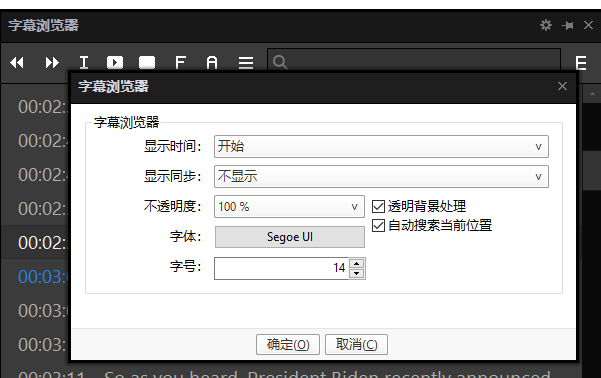 字幕浏览器
I F A E
00:02:
字幕浏览器
字幕浏览器
显示时间: 开始
00:02:
显示同步: 不显示
00:02:
不透明度: 100 % 透明背景处理
00:02:
自动搜素当前位置
字体: Segoe UI
00:02:
字号: 14
00:03:
00:03:
00:03:
确定(O) 取消(C)
00:03:11 So as you heard, President Biden recently announced